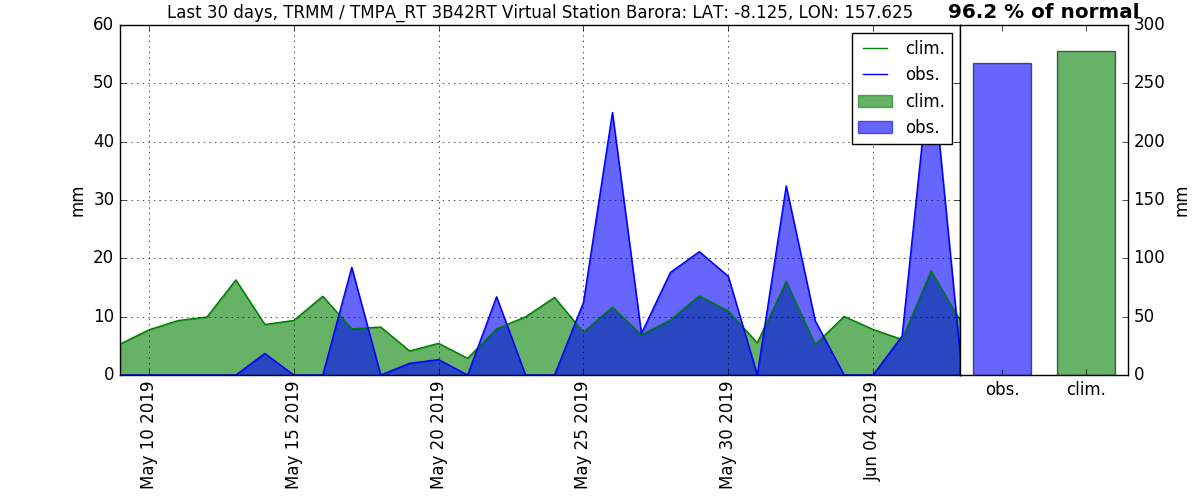 Last 30 days, TRMM / TMPA_RT 3B42RT Virtual Station Barora: LAT: -8.125, LON: 157.625
96.2 % of normal
60
50
40
30
20
10
0
mm
clim.
obs.
clim.
obs.
300
250
200
150
100
50
0
mm
May 10 2019
May 15 2019
May 20 2019
May 25 2019
May 30 2019
Jun 04 2019
obs.
clim.